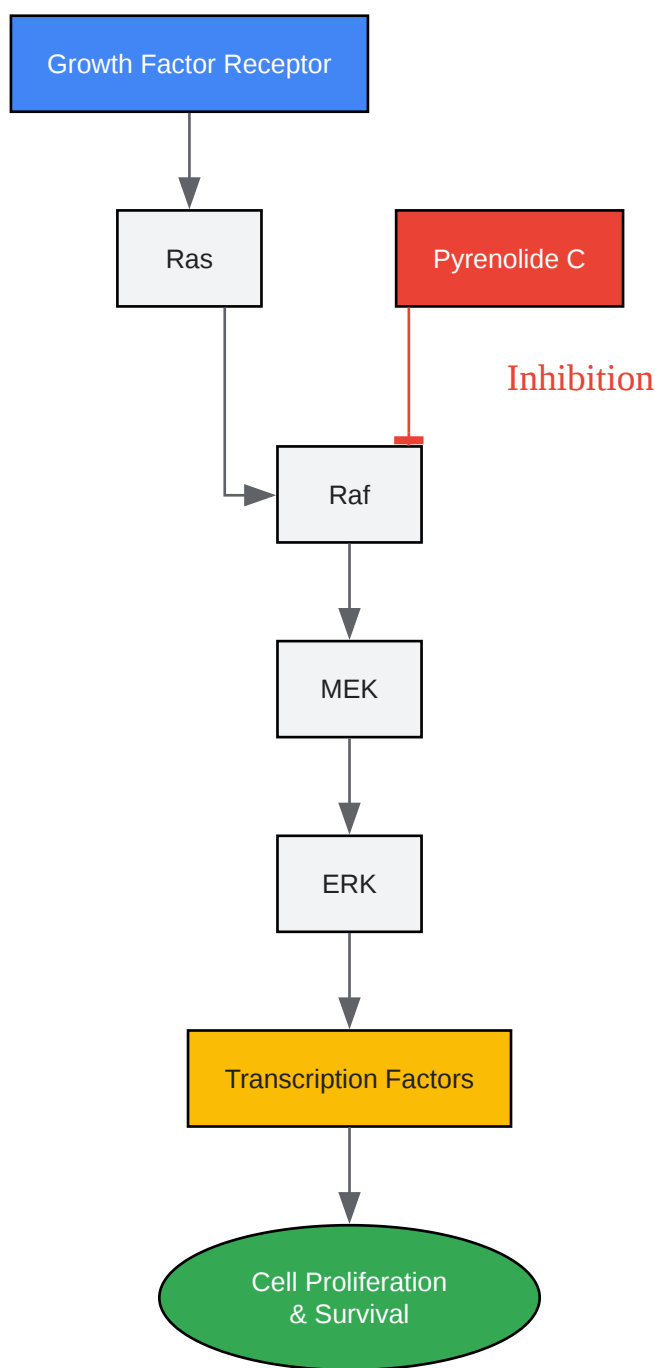 Growth Factor Receptor
Ras
Pyrenolide C
Inhibition
Raf
MEK
ERK
Transcription Factors
Cell Proliferation
& Survival